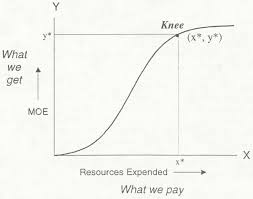 Y
Knee
y*
(x*, y*)
What
we
get
MOE
X
x*
Resources Expended
What we pay